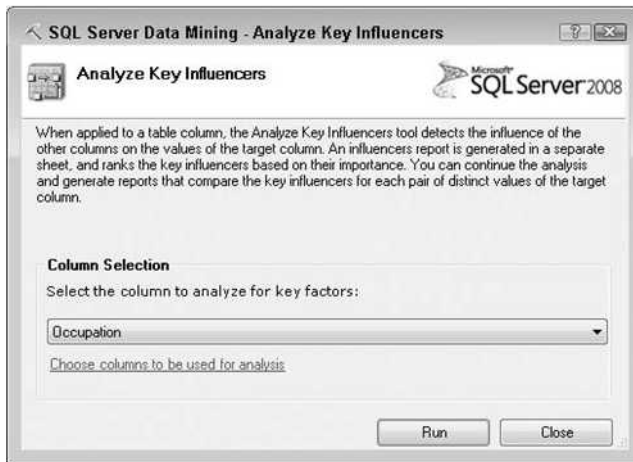 SQL Server Data Mining - Analyze Key Influencers
Analyze Key Influencers
Microsoft
SQL Server 2008
When applied to a table column, the Analyze Key Influencers tool detects the influence of the
other columns on the values of the target column. An influencers report is generated in a separate
sheet, and ranks the key influencers based on their importance. You can continue the analysis
and generate reports that compare the key influencers for each pair of distinct values of the target
column.
Column Selection
Select the column to analyze for key factors:
Occupation
Choose columns to be used for analysis
Run
Close